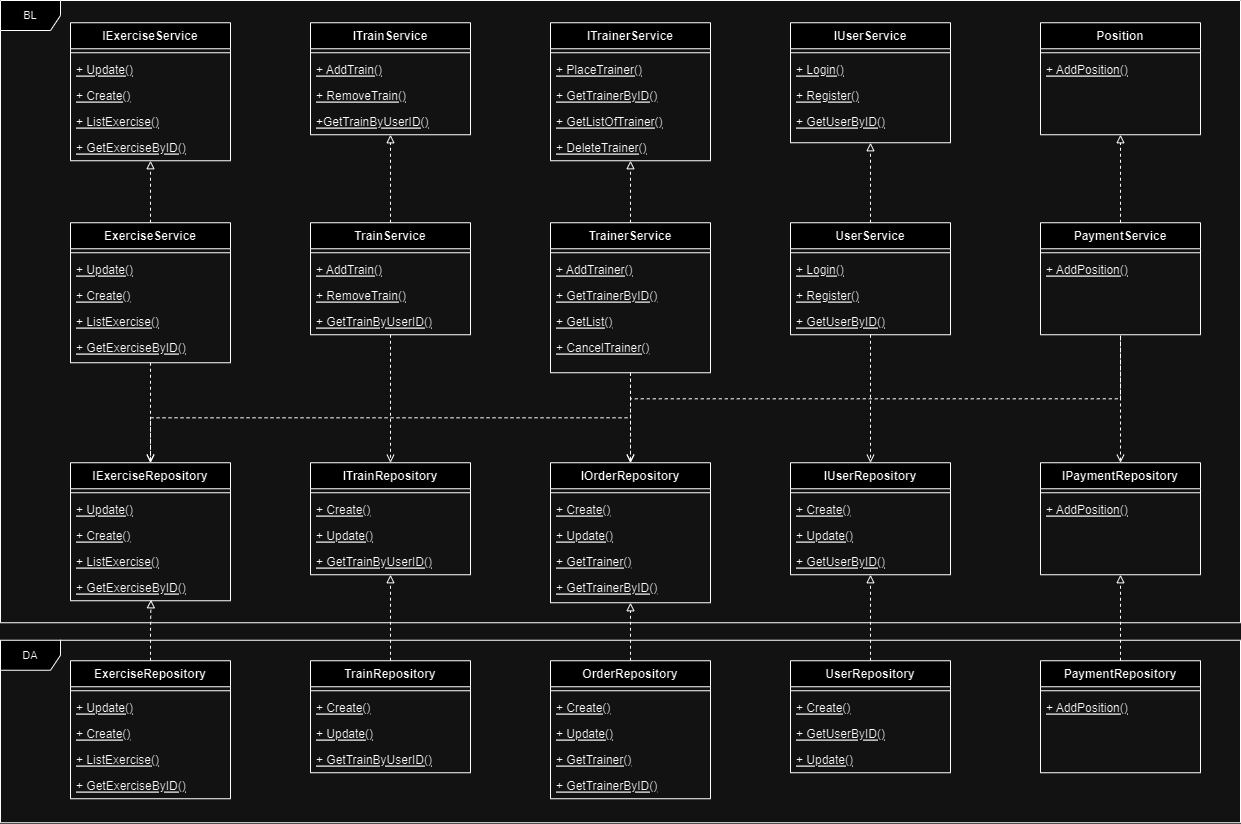 BL
IExerciseService
+ Update()
+ Create()
+ ListExercise()
+ GetExerciseByID()
ITrainService
+ AddTrain()
+ RemoveTrain()
+GetTrainByUserID()
ITrainerService
+ PlaceTrainer()
+ GetTrainerByID()
+ GetListOfTrainer()
+ DeleteTrainer()
IUserService
+ Login()
+ Register()
+ GetUserByID()
Position
+ AddPosition()
ExerciseService
+ Update()
+ Create()
+ ListExercise()
+ GetExerciseByID()
TrainService
+ AddTrain()
+ RemoveTrain()
+ GetTrainByUserID()
TrainerService
+ AddTrainer()
+ GetTrainerByID()
+ GetList()
+ CancelTrainer()
UserService
+ Login()
+ Register()
+ GetUserByID()
PaymentService
+ AddPosition()
IExerciseRepository
+ Update()
+ Create()
+ ListExercise()
+ GetExerciseByID()
ITrainRepository
+ Create()
+ Update()
+ GetTrainByUserID()
IOrderRepository
+ Create()
+ Update()
+ GetTrainer()
+ GetTrainerByID()
IUserRepository
+ Create()
+ Update()
+ GetUserByID()
IPaymentRepository
+ AddPosition()
DA
ExerciseRepository
+ Update()
+ Create()
+ ListExercise()
+ GetExerciseByID()
TrainRepository
+ Create()
+ Update()
+ GetTrainByUserID()
OrderRepository
+ Create()
+ Update()
+ GetTrainer()
+ GetTrainerByID()
UserRepository
+ Create()
+ GetUserByID()
+ Update()
PaymentRepository
+ AddPosition()